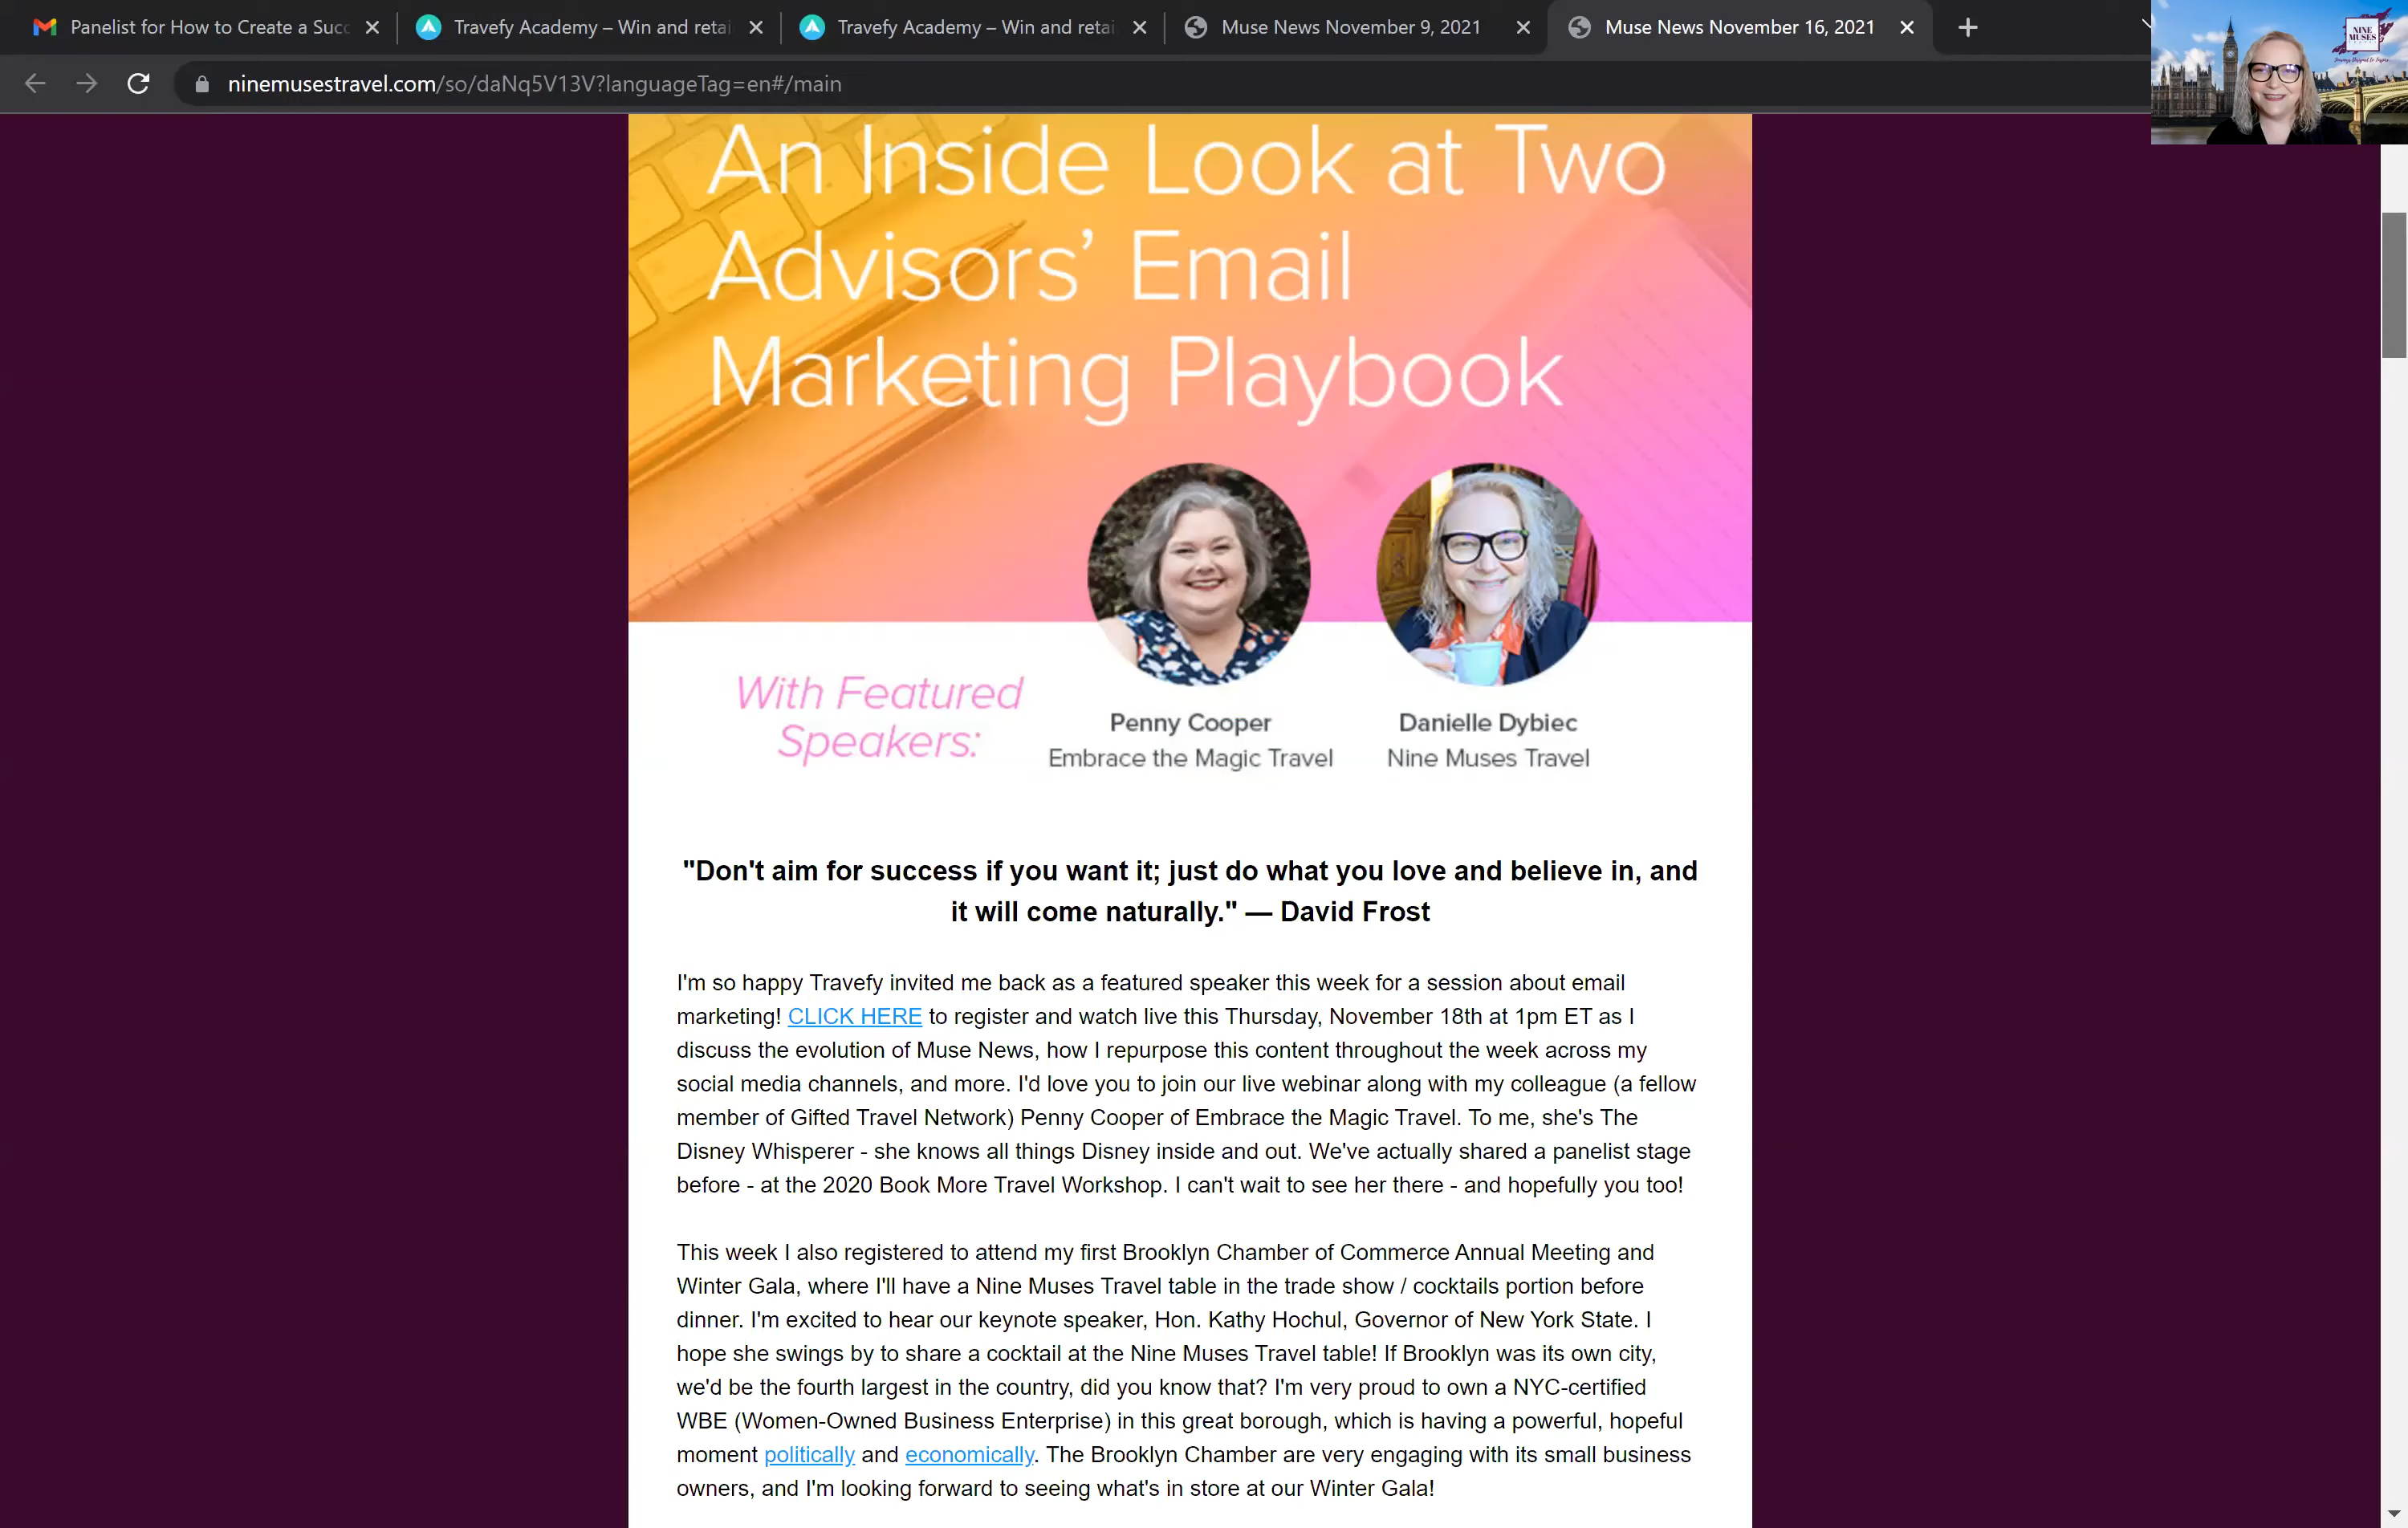 Panelist for How to Create a Succ
Travefy Academy – Win and retai
Travefy Academy – Win and retai
Muse News November 9, 2021
Muse News November 16, 2021
ninemusestravel.com/so/daNq5V13V?languageTag=en#/main
NINE
MUSES
An Inside Look at Two
Advisors’ Email
Marketing Playbook
With Featured
Speakers:
Penny Cooper
Embrace the Magic Travel
Danielle Dybiec
Nine Muses Travel
"Don't aim for success if you want it; just do what you love and believe in, and
it will come naturally." — David Frost
I'm so happy Travefy invited me back as a featured speaker this week for a session about email
marketing! CLICK HERE to register and watch live this Thursday, November 18th at 1pm ET as I
discuss the evolution of Muse News, how I repurpose this content throughout the week across my
social media channels, and more. I'd love you to join our live webinar along with my colleague (a fellow
member of Gifted Travel Network) Penny Cooper of Embrace the Magic Travel. To me, she's The
Disney Whisperer - she knows all things Disney inside and out. We've actually shared a panelist stage
before - at the 2020 Book More Travel Workshop. I can't wait to see her there - and hopefully you too!
This week I also registered to attend my first Brooklyn Chamber of Commerce Annual Meeting and
Winter Gala, where I'll have a Nine Muses Travel table in the trade show / cocktails portion before
dinner. I'm excited to hear our keynote speaker, Hon. Kathy Hochul, Governor of New York State. I
hope she swings by to share a cocktail at the Nine Muses Travel table! If Brooklyn was its own city,
we'd be the fourth largest in the country, did you know that? I'm very proud to own a NYC-certified
WBE (Women-Owned Business Enterprise) in this great borough, which is having a powerful, hopeful
moment politically and economically. The Brooklyn Chamber are very engaging with its small business
owners, and I'm looking forward to seeing what's in store at our Winter Gala!